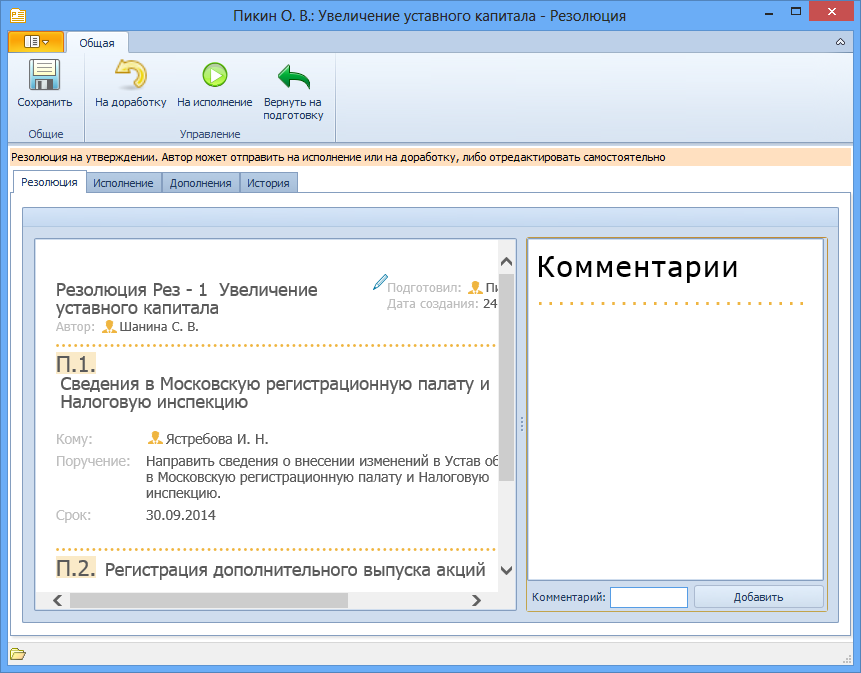 Пикин О. В.: Увеличение уставного капитала - Резолюция
Общая
Сохранить
На доработку
На исполнение
Вернуть на
подготовку
Общие
Управление
Резолюция на утверждении. Автор может отправить на исполнение или на доработку, либо отредактировать самостоятельно
Резолюция
Исполнение
Дополнения
История
Резолюция Рез - 1 Увеличение
уставного капитала
Автор: Шанина С. В.
Подготовил: Пи
Дата создания: 24
П.1.
Сведения в Московскую регистрационную палату и
Налоговую инспекцию
Кому: Ястребова И. Н.
Поручение: Направить сведения о внесении изменений в Устав об
в Московскую регистрационную палату и Налоговую
инспекцию.
Срок: 30.09.2014
П.2. Регистрация дополнительного выпуска акций
Комментарии
Комментарий:
Добавить